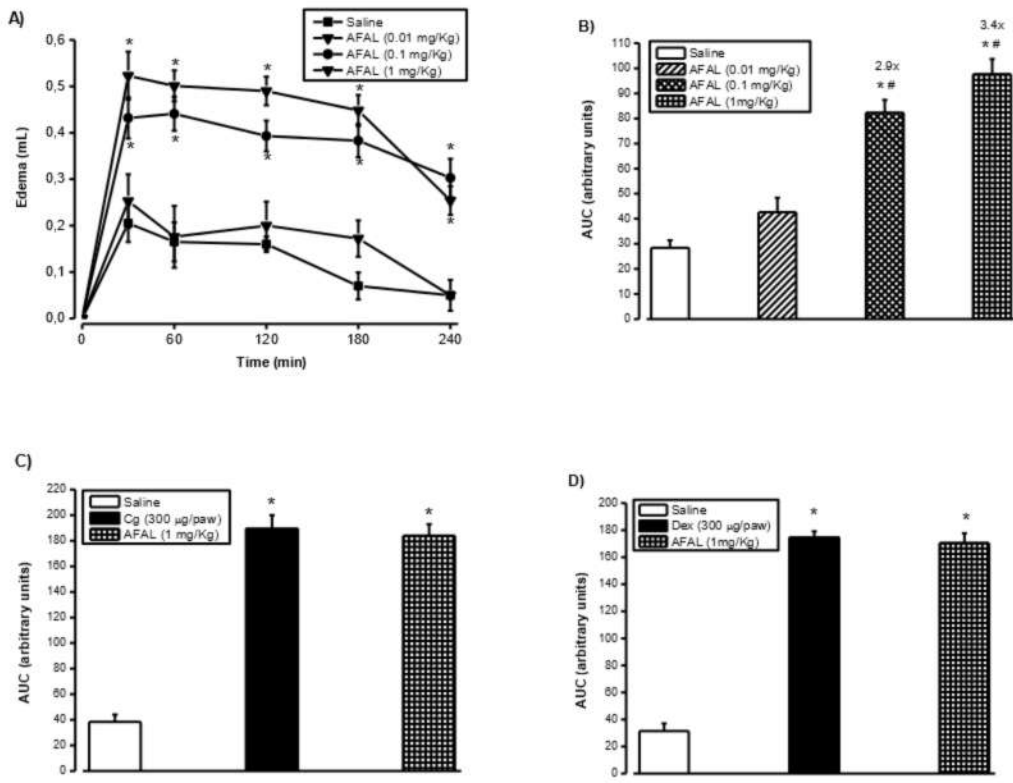 A)
Saline
AFAL (0.01 mg/Kg)
AFAL (0.1 mg/Kg)
AFAL (1 mg/Kg)
0,6
0,5
0,4
0,3
0,2
0,1
0,0
Edema (mL)
* * * * *
* * * * *
0 60 120 180 240
Time (min)
B)
Saline
AFAL (0.01 mg/Kg)
AFAL (0.1 mg/Kg)
AFAL (1mg/Kg)
2.9x
* #
3.4x
* #
110
100
90
80
70
60
50
40
30
20
10
0
AUC (arbitrary units)
C)
Saline
Cg (300 µg/paw)
AFAL (1 mg/Kg)
* *
220
200
180
160
140
120
100
80
60
40
20
0
AUC (arbitrary units)
D)
Saline
Dex (300 µg/paw)
AFAL (1mg/Kg)
* *
200
180
160
140
120
100
80
60
40
20
0
AUC (arbitrary units)